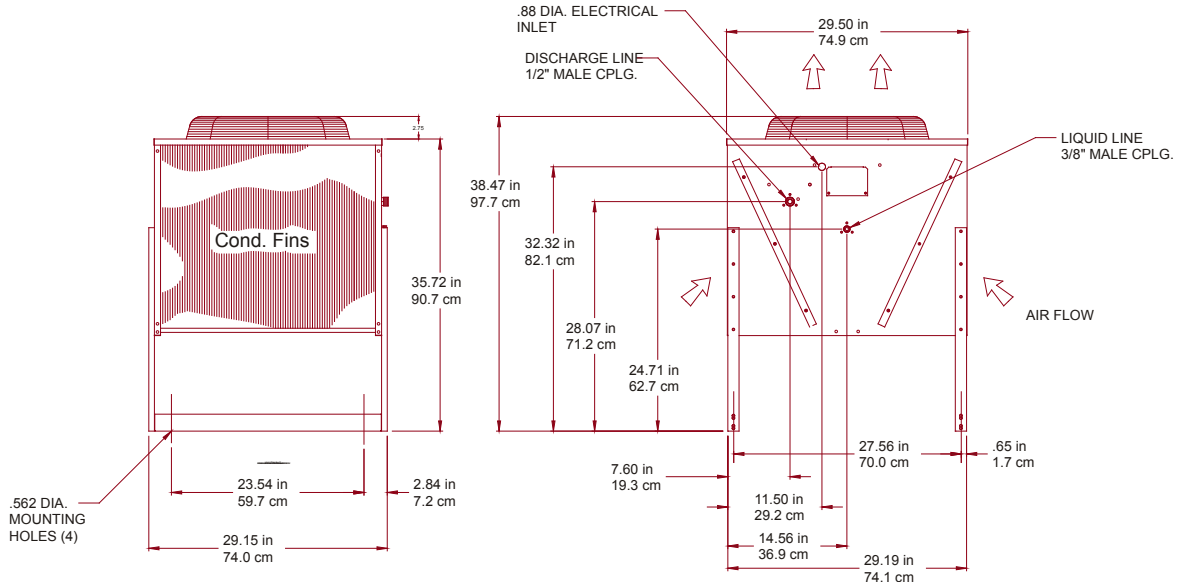 .88 DIA. ELECTRICAL
INLET
DISCHARGE LINE
1/2" MALE CPLG.
29.50 in
74.9 cm
LIQUID LINE
3/8" MALE CPLG.
2.75
38.47 in
97.7 cm
Cond. Fins
32.32 in
82.1 cm
35.72 in
90.7 cm
28.07 in
71.2 cm
AIR FLOW
24.71 in
62.7 cm
27.56 in
70.0 cm
.65 in
1.7 cm
7.60 in
19.3 cm
23.54 in
59.7 cm
2.84 in
7.2 cm
11.50 in
29.2 cm
.562 DIA.
MOUNTING
HOLES (4)
14.56 in
36.9 cm
29.15 in
74.0 cm
29.19 in
74.1 cm